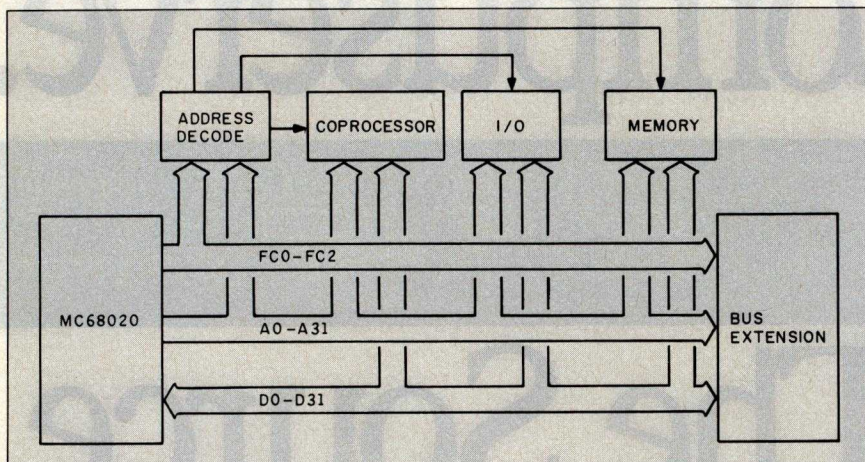 ADDRESS
DECODE
COPROCESSOR
I/O
MEMORY
FC0-FC2
MC68020
A0-A31
BUS
EXTENSION
D0-D31